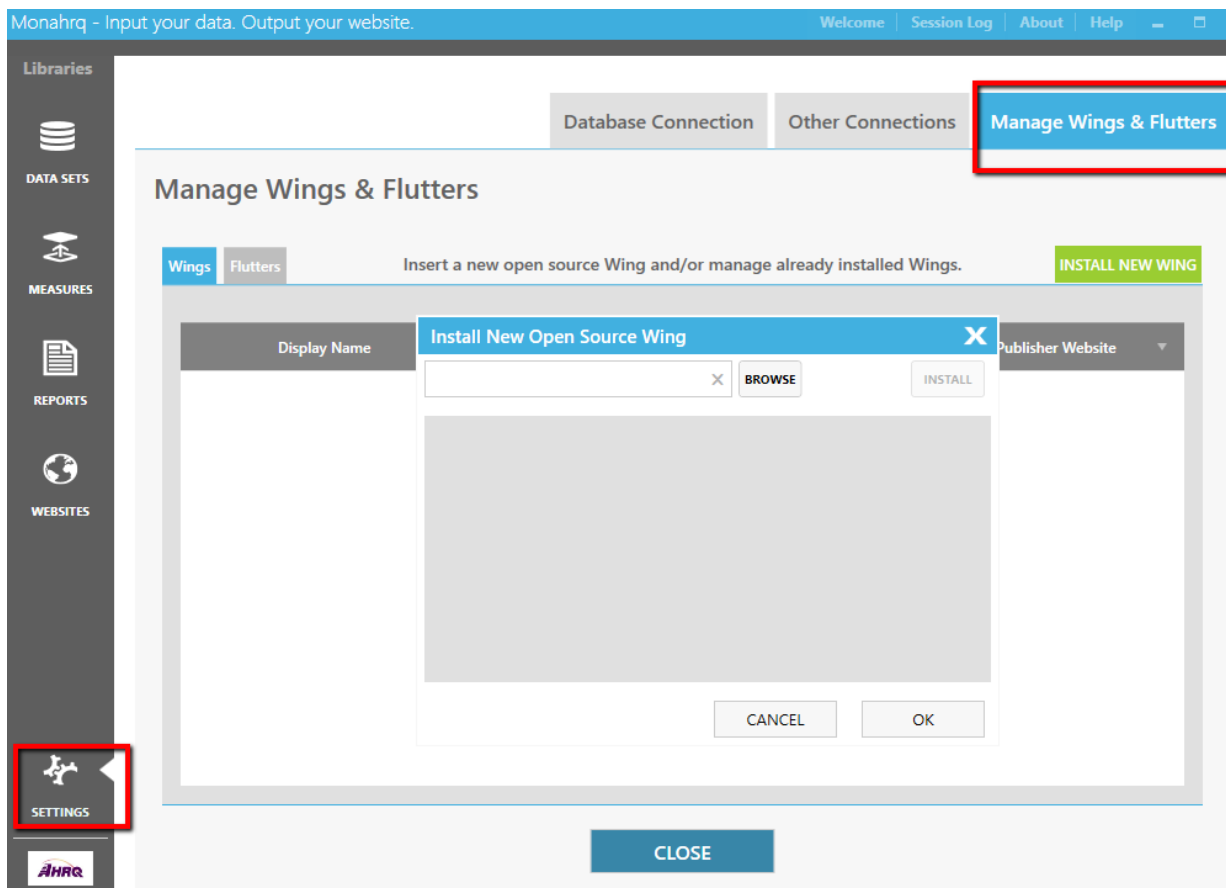 Monahrq - Input your data. Output your website.
Welcome Session Log About Help
Libraries
DATA SETS
MEASURES
REPORTS
WEBSITES
SETTINGS
AHRQ
Database Connection Other Connections Manage Wings & Flutters
Manage Wings & Flutters
Wings Flutters Insert a new open source Wing and/or manage already installed Wings. INSTALL NEW WING
Display Name Publisher Website
Install New Open Source Wing X
BROWSE INSTALL
CANCEL OK
CLOSE